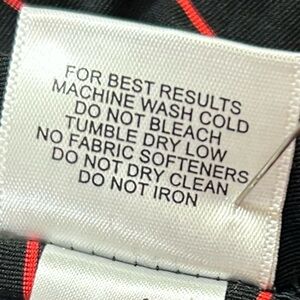 FOR BEST RESULTS
MACHINE WASH COLD
DO NOT BLEACH
TUMBLE DRY LOW
NO FABRIC SOFTENERS
DO NOT DRY CLEAN
DO NOT IRON